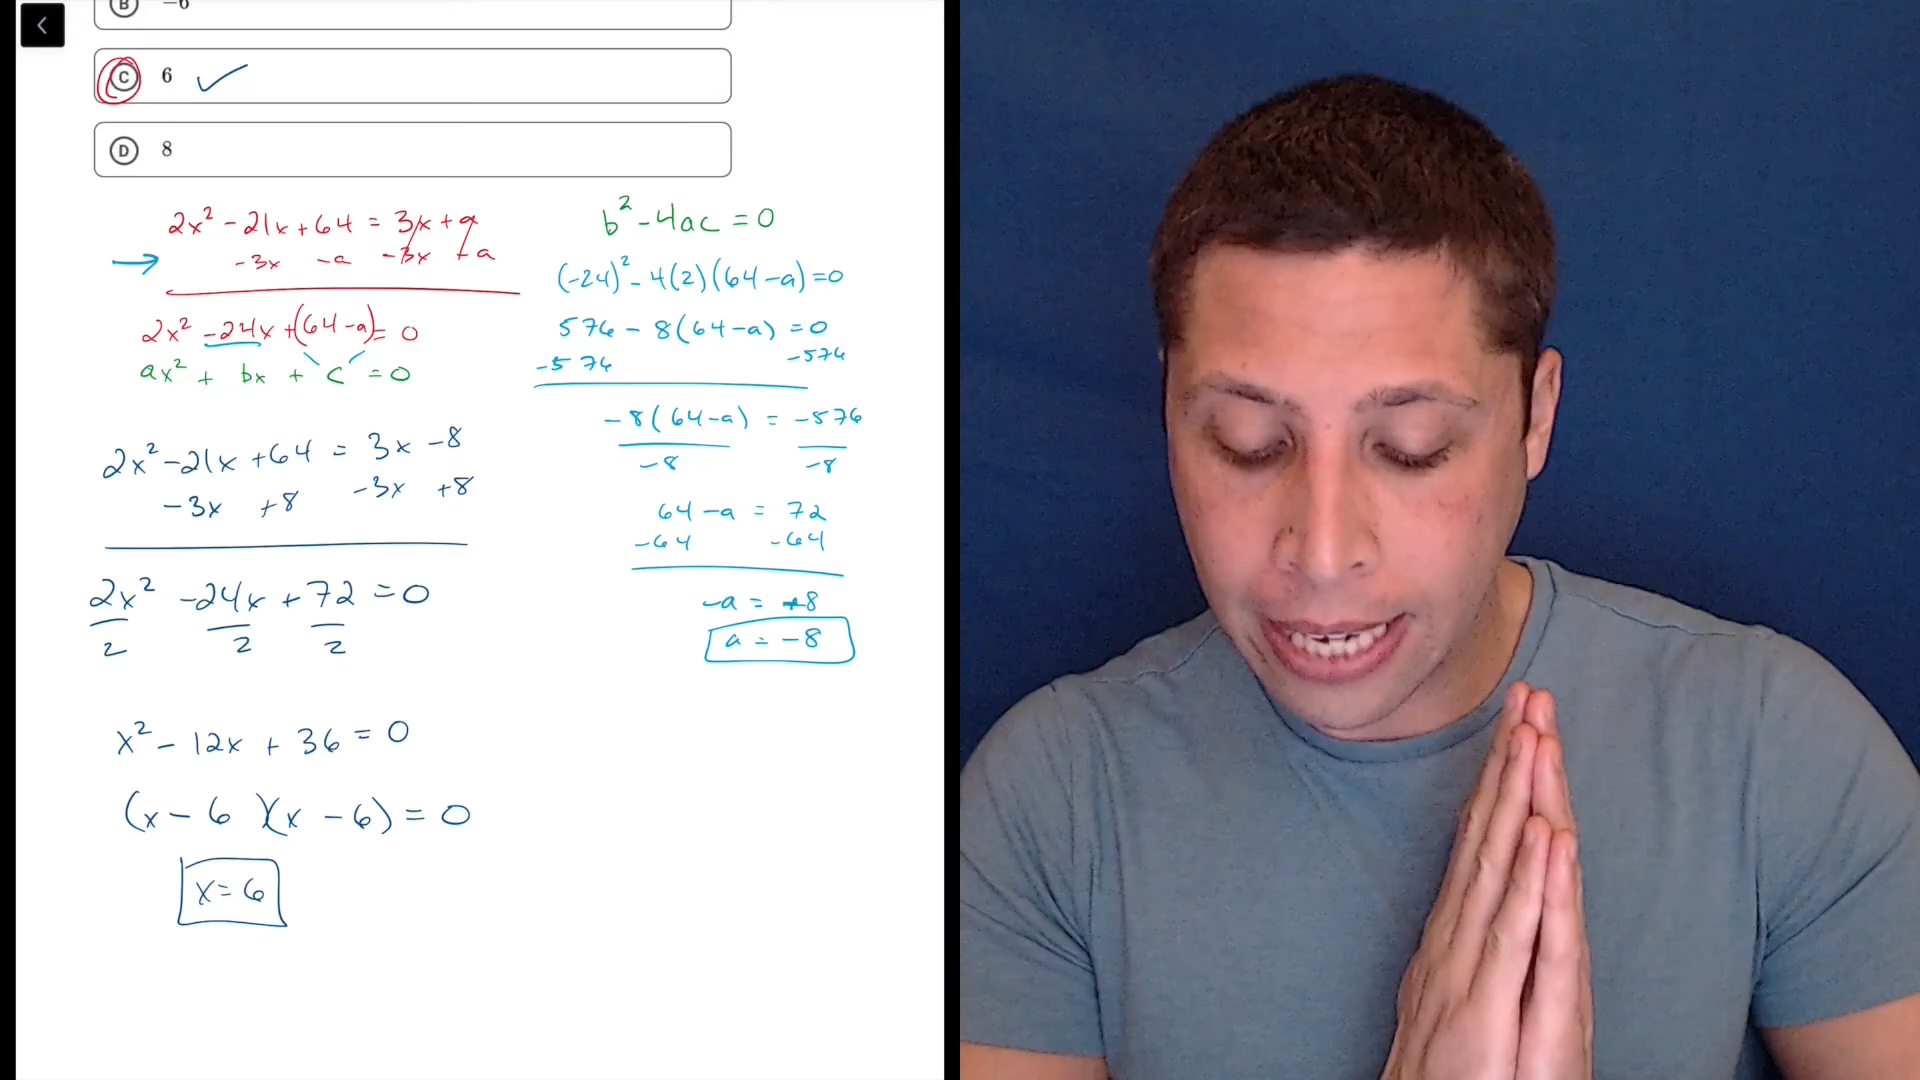 B -6
C 6 ✓
D 8
2x² - 21x + 64 = 3x + a
-3x -a -3x -a
2x² - 24x + (64 - a) = 0
ax² + bx + c = 0
2x² - 21x + 64 = 3x - 8
-3x +8 -3x +8
2x² - 24x + 72 = 0
2 2 2
x² - 12x + 36 = 0
(x - 6)(x - 6) = 0
x = 6
b² - 4ac = 0
(-24)² - 4(2)(64 - a) = 0
576 - 8(64 - a) = 0
-576 -576
-8(64 - a) = -576
-8 -8
64 - a = 72
-64 -64
-a = 8
a = -8